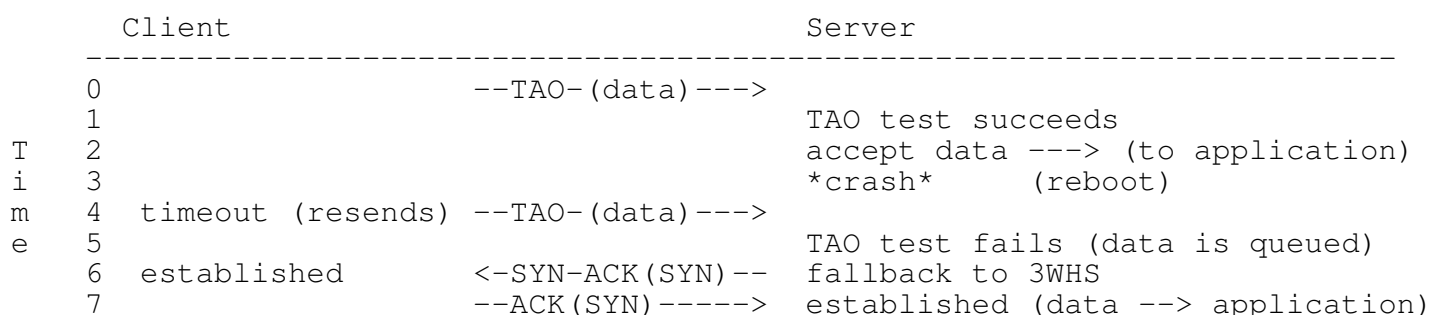 Client Server
-----------------------------------------------------------------------
0 --TAO-(data)--->
1 TAO test succeeds
T 2 accept data ---> (to application)
i 3 *crash* (reboot)
m 4 timeout (resends) --TAO-(data)--->
e 5 TAO test fails (data is queued)
6 established <-SYN-ACK(SYN)-- fallback to 3WHS
7 --ACK(SYN)-----> established (data --> application)